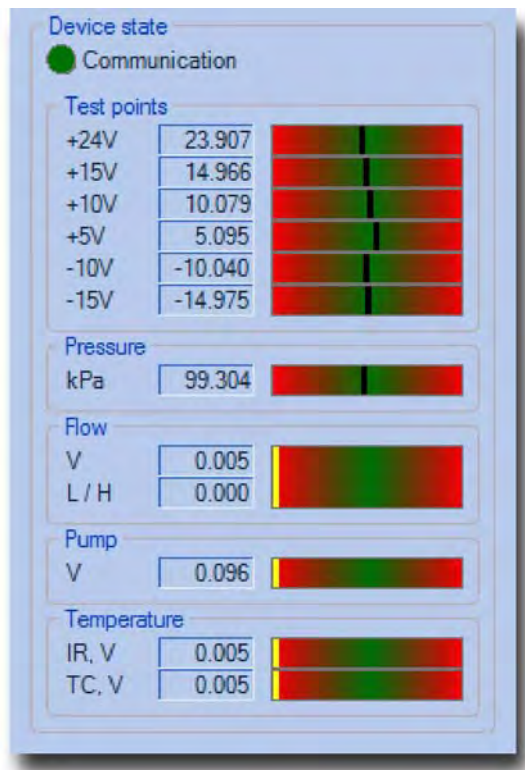 Device state
Communication
Test points
+24V 23.907
+15V 14.966
+10V 10.079
+5V 5.095
-10V -10.040
-15V -14.975
Pressure
kPa 99.304
Flow
V 0.005
L / H 0.000
Pump
V 0.096
Temperature
IR, V 0.005
TC, V 0.005